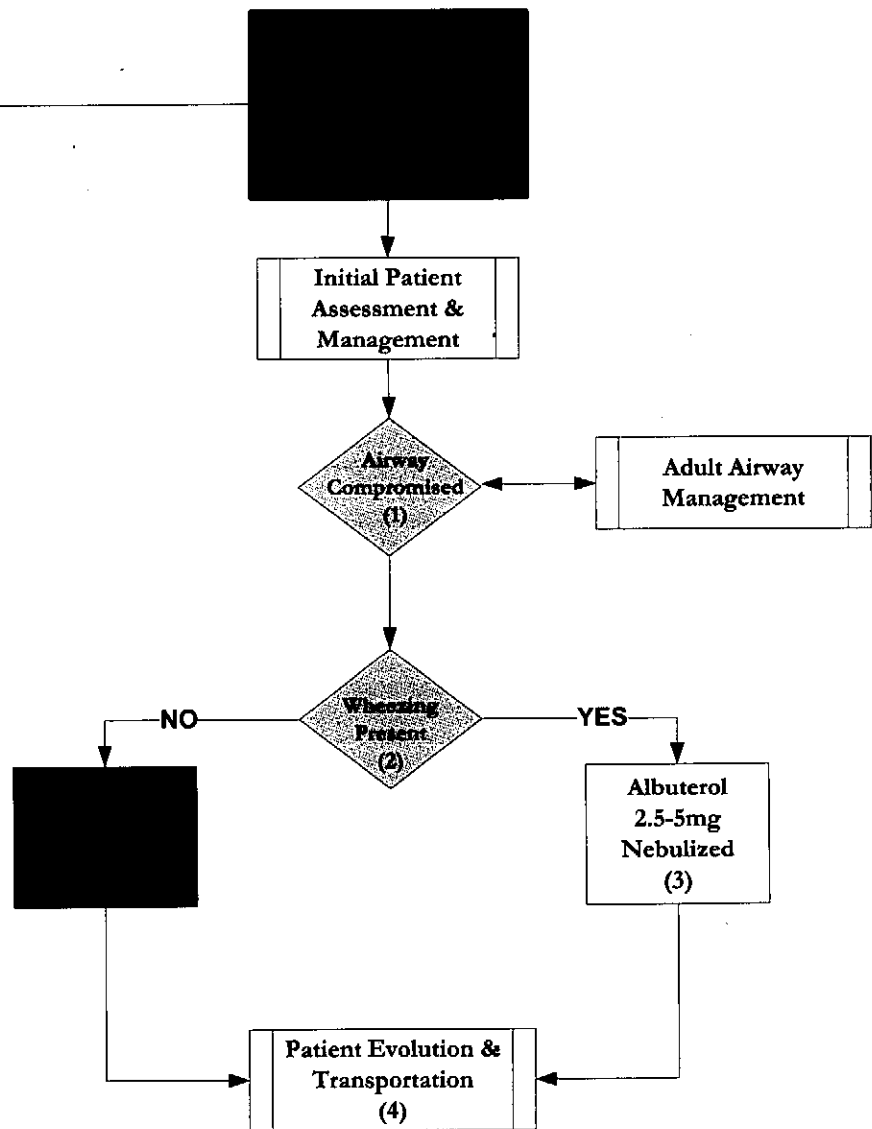 Initial Patient
Assessment &
Management
Airway
Compromised
(1)
Adult Airway
Management
Wheezing
Present
(2)
NO
YES
Albuterol
2.5-5mg
Nebulized
(3)
Patient Evolution &
Transportation
(4)